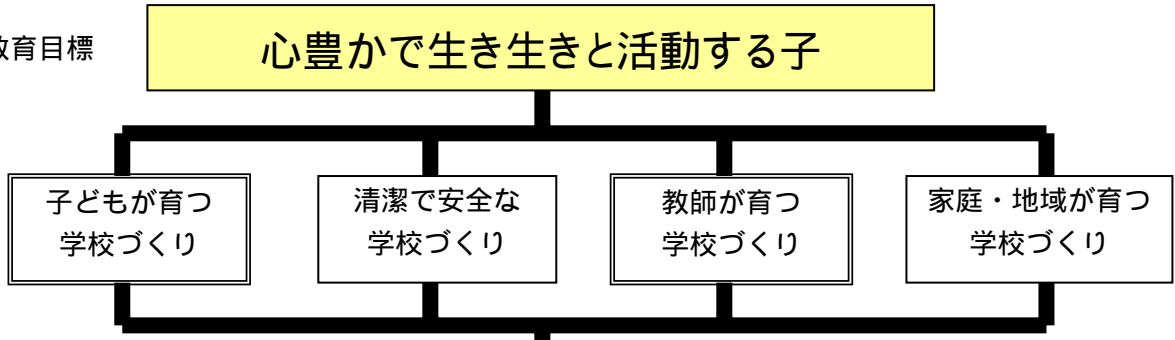 教育目標
心豊かで生き生きと活動する子
子どもが育つ
学校づくり
清潔で安全な
学校づくり
教師が育つ
学校づくり
家庭・地域が育つ
学校づくり